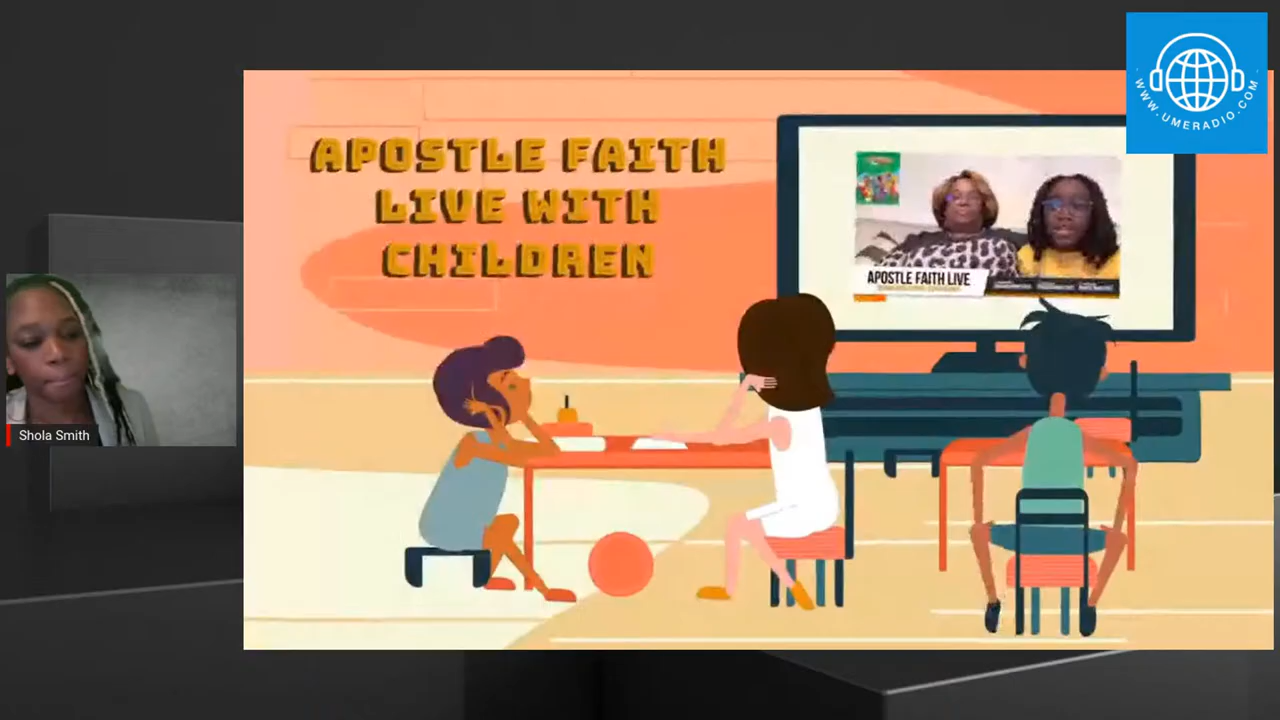 APOSTLE FAITH
LIVE WITH
CHILDREN
APOSTLE FAITH LIVE
Shola Smith
· WWW.UMERADIO.COM ·